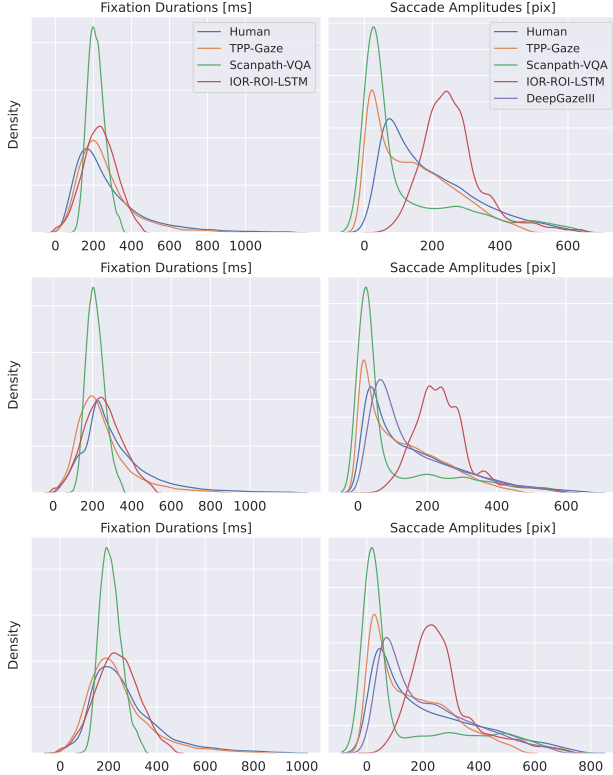 Fixation Durations [ms]
Saccade Amplitudes [pix]
Density
Human
TPP-Gaze
Scanpath-VQA
IOR-ROI-LSTM
Human
TPP-Gaze
Scanpath-VQA
IOR-ROI-LSTM
DeepGazeIII
0 200 400 600 800 1000
0 200 400 600
Fixation Durations [ms]
Saccade Amplitudes [pix]
Density
0 200 400 600 800 1000
0 200 400 600
Fixation Durations [ms]
Saccade Amplitudes [pix]
Density
0 200 400 600 800 1000
0 200 400 600 800